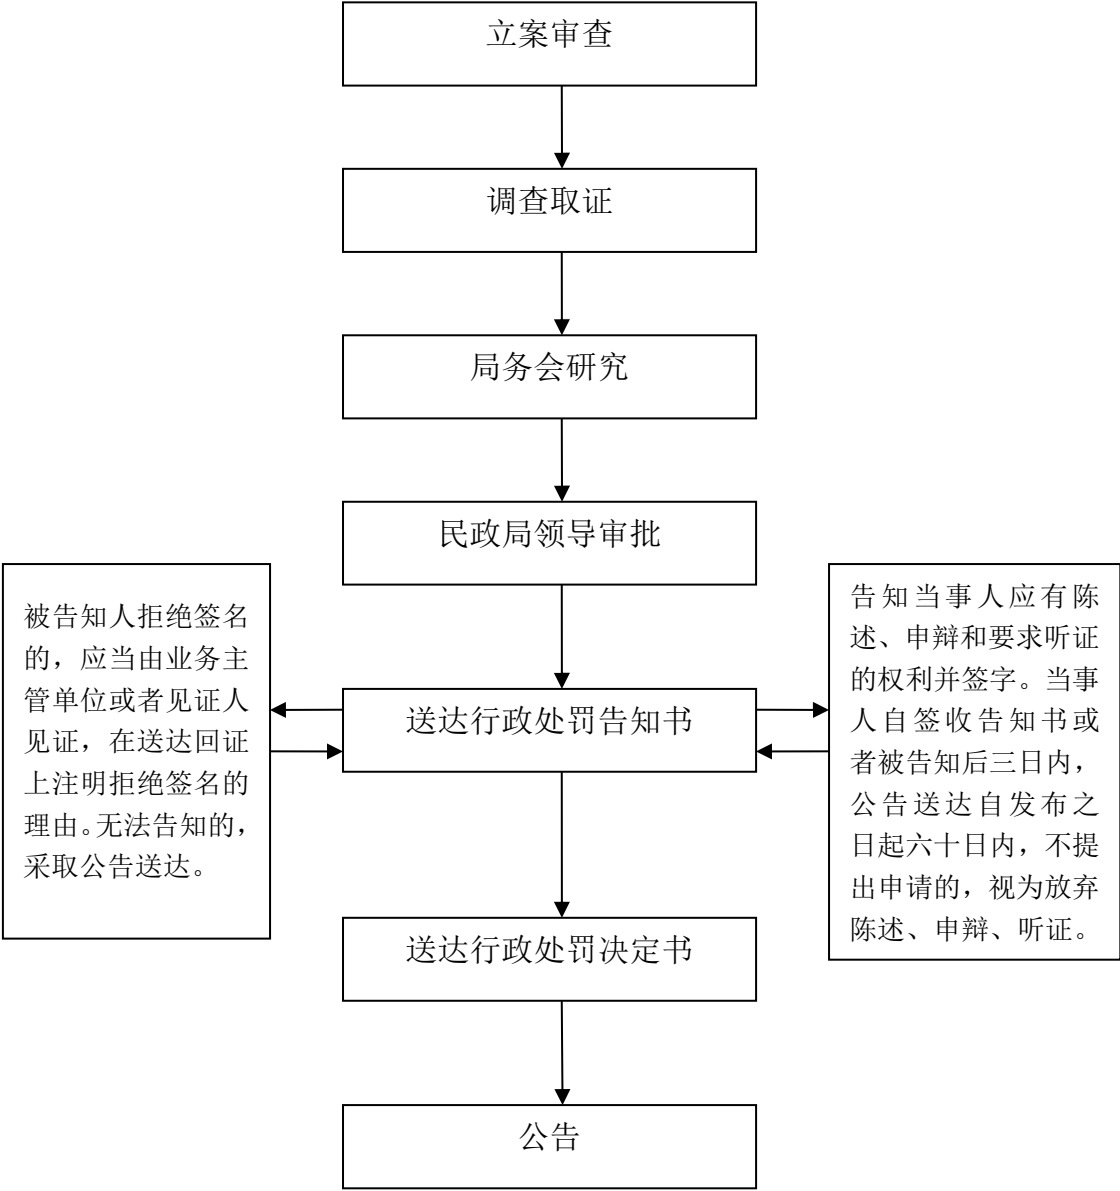 立案审查
调查取证
局务会研究
民政局领导审批
被告知人拒绝签名
的，应当由业务主
管单位或者见证人
见证，在送达回证
上注明拒绝签名的
理由。无法告知的，
采取公告送达。
送达行政处罚告知书
告知当事人应有陈
述、申辩和要求听证
的权利并签字。当事
人自签收告知书或
者被告知后三日内，
公告送达自发布之
日起六十日内，不提
出申请的，视为放弃
陈述、申辩、听证。
送达行政处罚决定书
公告